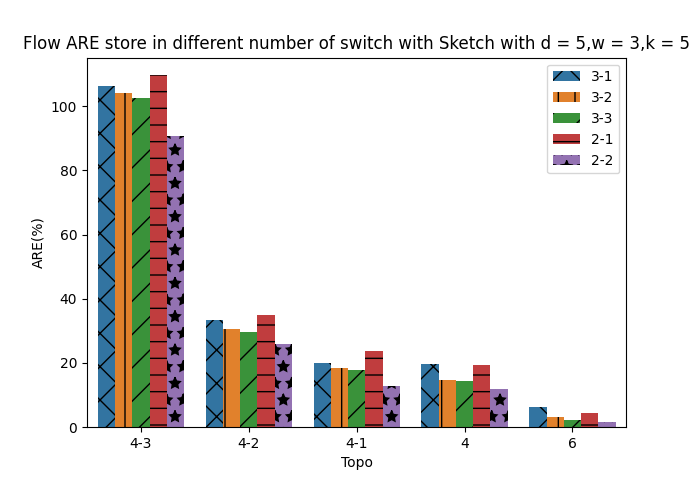 Flow ARE store in different number of switch with Sketch with d = 5,w = 3,k = 5
3-1
3-2
3-3
2-1
2-2
100
80
60
40
20
0
ARE(%)
4-3 4-2 4-1 4 6
Topo